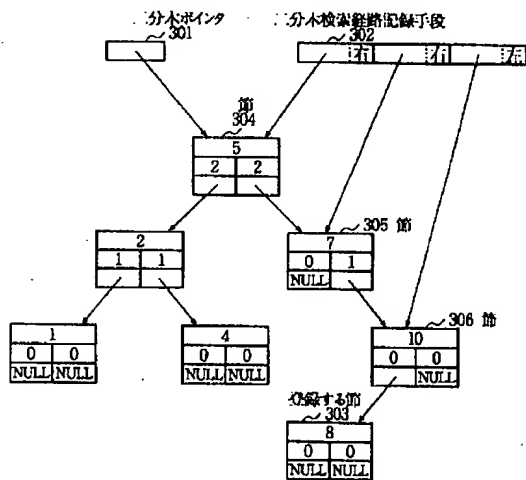 二分木ポインタ
301
二分木検索経路記録手段
302
右 右 左
節
304
5
2 2
305 節
2
1 1
7
0 1
NULL
306 節
1
0 0
NULL NULL
4
0 0
NULL NULL
10
0 0
NULL
登録する節
303
8
0 0
NULL NULL